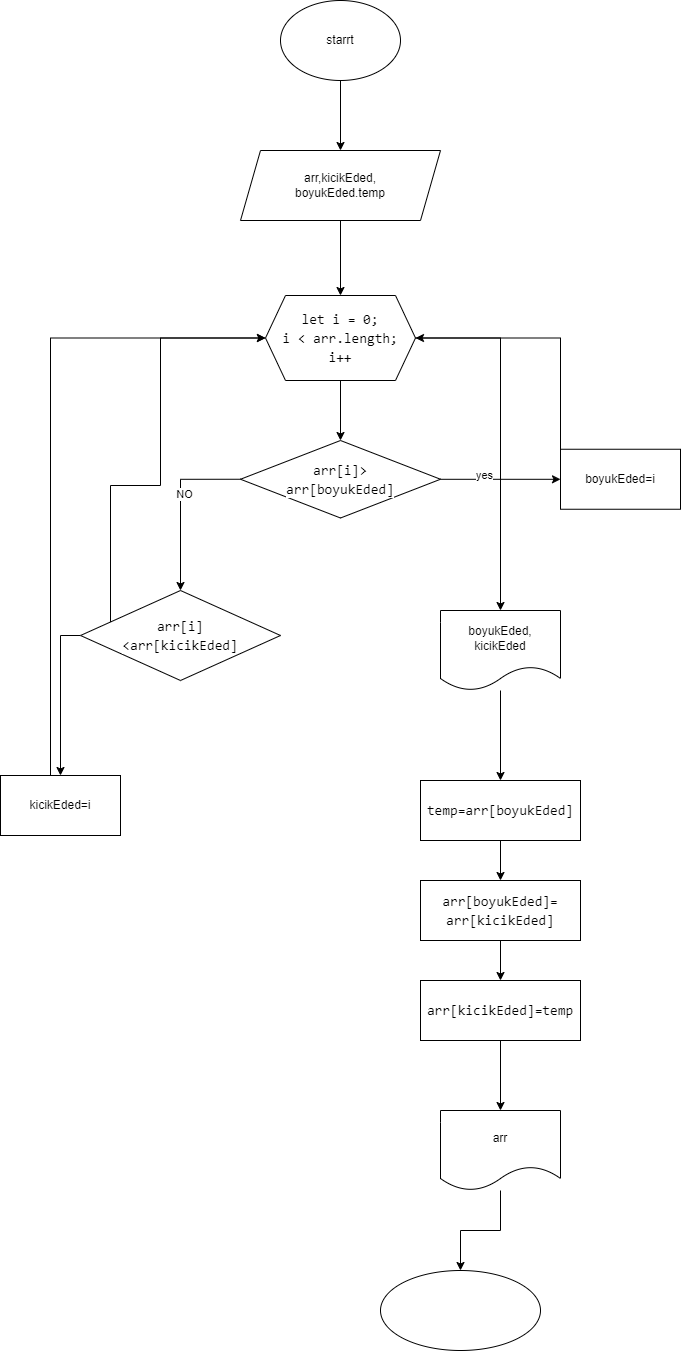 starrt
arr,kicikEded,
boyukEded.temp
let i = 0;
i < arr.length;
i++
arr[i]>
arr[boyukEded]
yes
boyukEded=i
NO
arr[i]
<arr[kicikEded]
boyukEded,
kicikEded
kicikEded=i
temp=arr[boyukEded]
arr[boyukEded]=
arr[kicikEded]
arr[kicikEded]=temp
arr